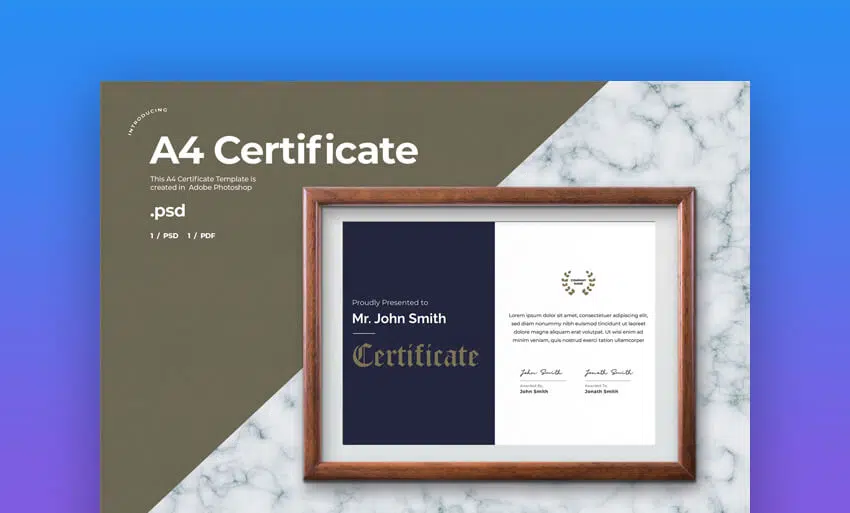 INTRODUCING
A4 Certificate
This A4 Certificate Template is
created in Adobe Photoshop
.psd
1 / PSD 1 / PDF
Proudly Presented to
Mr. John Smith
Certificate
COMPANY
NAME
Lorem ipsum dolor sit amet, consectetuer adipiscing elit,
sed diam nonummy nibh euismod tincidunt ut laoreet
dolore magna aliquam erat volutpat. Ut wisi enim ad
minim veniam, quis nostrud exerci tation ullamcorper
John Smith Jonath Smith
Awarded By Awarded To
John Smith Jonath Smith